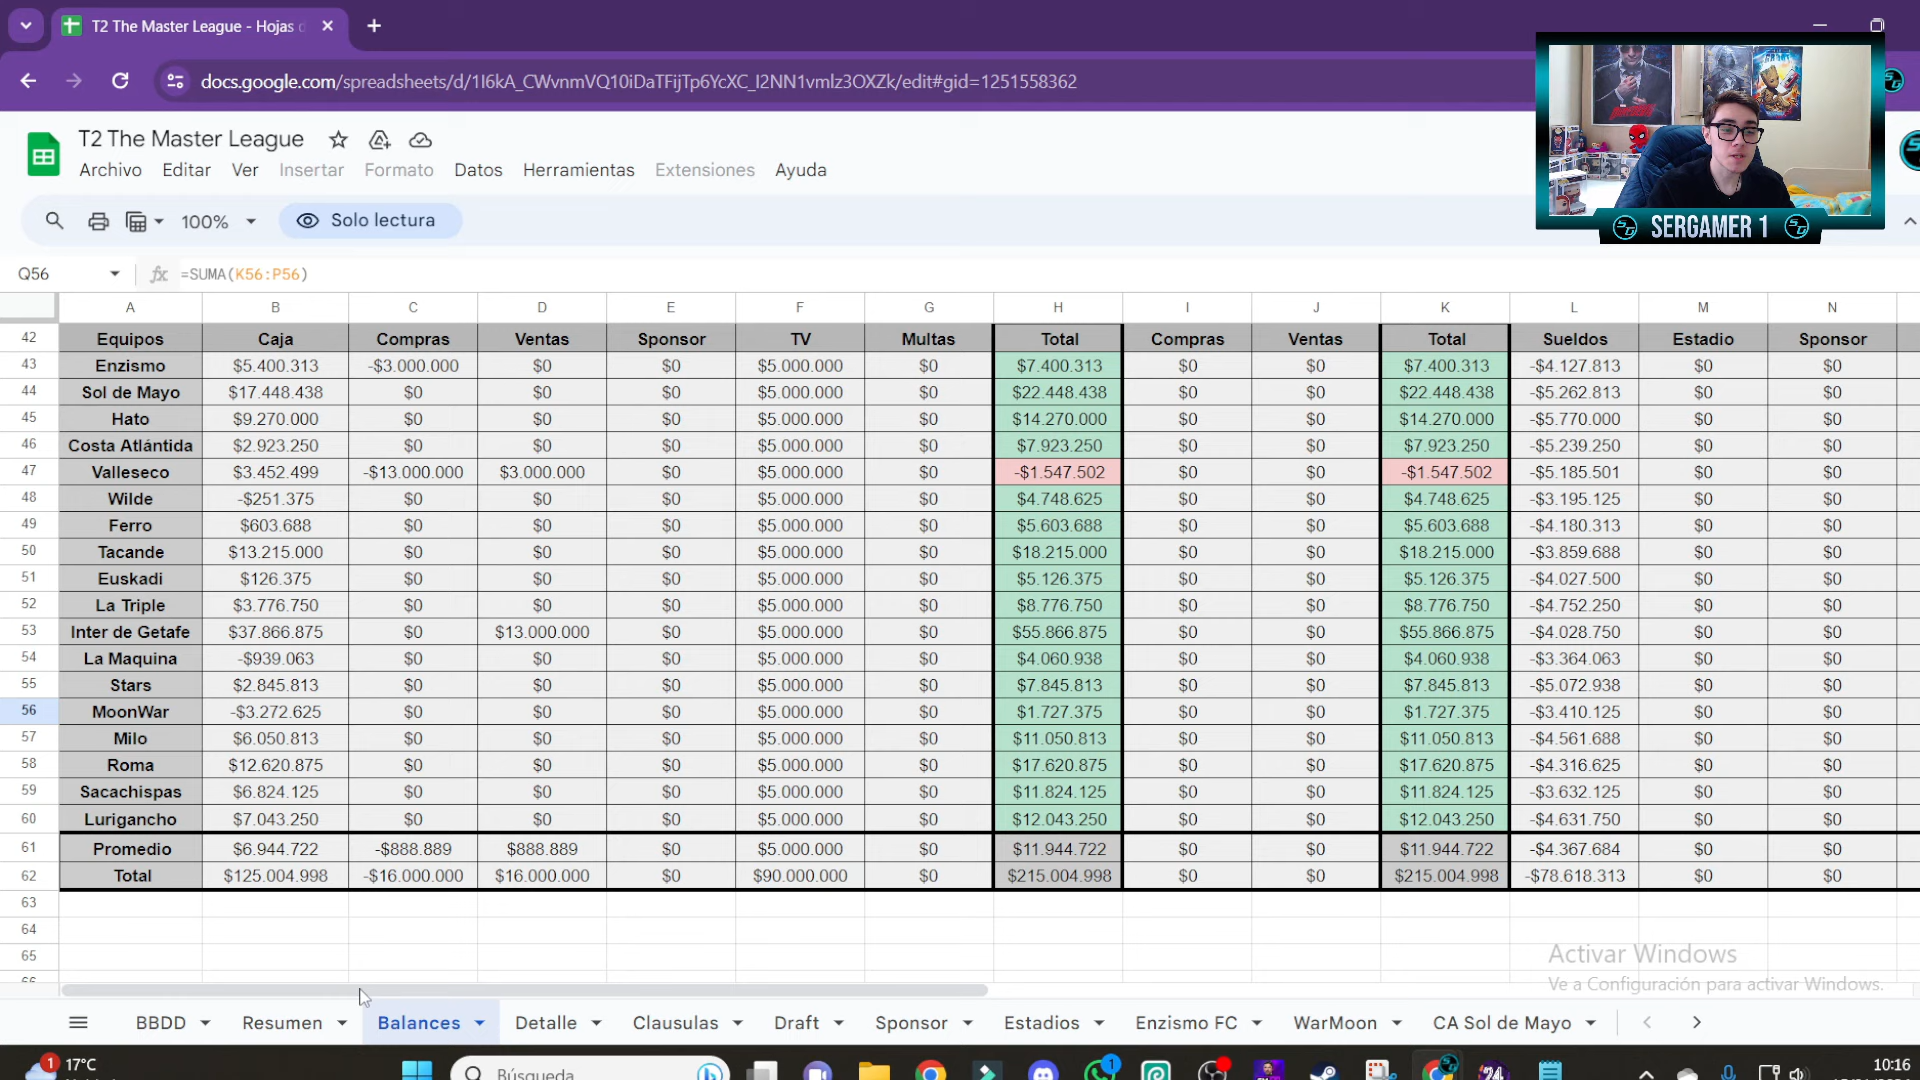 T2 The Master League - Hojas d
docs.google.com/spreadsheets/d/1I6kA_CWvnmVQ10iDaTFijTp6YcXC_I2NN1vmlz3OXZk/edit#gid=1251558362
T2 The Master League
Archivo Editar Ver Insertar Formato Datos Herramientas Extensiones Ayuda
100% Solo lectura
SERGAMER 1
Q56 fx =SUMA(K56:P56)
A B C D E F G H I J K L M N
42 Equipos Caja Compras Ventas Sponsor TV Multas Total Compras Ventas Total Sueldos Estadio Sponsor
43 Enzismo $5.400.313 -$3.000.000 $0 $0 $5.000.000 $0 $7.400.313 $0 $0 $7.400.313 -$4.127.813 $0 $0
44 Sol de Mayo $17.448.438 $0 $0 $0 $5.000.000 $0 $22.448.438 $0 $0 $22.448.438 -$5.262.813 $0 $0
45 Hato $9.270.000 $0 $0 $0 $5.000.000 $0 $14.270.000 $0 $0 $14.270.000 -$5.770.000 $0 $0
46 Costa Atlántida $2.923.250 $0 $0 $0 $5.000.000 $0 $7.923.250 $0 $0 $7.923.250 -$5.239.250 $0 $0
47 Valleseco $3.452.499 -$13.000.000 $3.000.000 $0 $5.000.000 $0 -$1.547.502 $0 $0 -$1.547.502 -$5.185.501 $0 $0
48 Wilde -$251.375 $0 $0 $0 $5.000.000 $0 $4.748.625 $0 $0 $4.748.625 -$3.195.125 $0 $0
49 Ferro $603.688 $0 $0 $0 $5.000.000 $0 $5.603.688 $0 $0 $5.603.688 -$4.180.313 $0 $0
50 Tacande $13.215.000 $0 $0 $0 $5.000.000 $0 $18.215.000 $0 $0 $18.215.000 -$3.859.688 $0 $0
51 Euskadi $126.375 $0 $0 $0 $5.000.000 $0 $5.126.375 $0 $0 $5.126.375 -$4.027.500 $0 $0
52 La Triple $3.776.750 $0 $0 $0 $5.000.000 $0 $8.776.750 $0 $0 $8.776.750 -$4.752.250 $0 $0
53 Inter de Getafe $37.866.875 $0 $13.000.000 $0 $5.000.000 $0 $55.866.875 $0 $0 $55.866.875 -$4.028.750 $0 $0
54 La Maquina -$939.063 $0 $0 $0 $5.000.000 $0 $4.060.938 $0 $0 $4.060.938 -$3.364.063 $0 $0
55 Stars $2.845.813 $0 $0 $0 $5.000.000 $0 $7.845.813 $0 $0 $7.845.813 -$5.072.938 $0 $0
56 MoonWar -$3.272.625 $0 $0 $0 $5.000.000 $0 $1.727.375 $0 $0 $1.727.375 -$3.410.125 $0 $0
57 Milo $6.050.813 $0 $0 $0 $5.000.000 $0 $11.050.813 $0 $0 $11.050.813 -$4.561.688 $0 $0
58 Roma $12.620.875 $0 $0 $0 $5.000.000 $0 $17.620.875 $0 $0 $17.620.875 -$4.316.625 $0 $0
59 Sacachispas $6.824.125 $0 $0 $0 $5.000.000 $0 $11.824.125 $0 $0 $11.824.125 -$3.632.125 $0 $0
60 Lurigancho $7.043.250 $0 $0 $0 $5.000.000 $0 $12.043.250 $0 $0 $12.043.250 -$4.631.750 $0 $0
61 Promedio $6.944.722 -$888.889 $888.889 $0 $5.000.000 $0 $11.944.722 $0 $0 $11.944.722 -$4.367.684 $0 $0
62 Total $125.004.998 -$16.000.000 $16.000.000 $0 $90.000.000 $0 $215.004.998 $0 $0 $215.004.998 -$78.618.313 $0 $0
63
64
65
Activar Windows
Ve a Configuración para activar Windows.
BBDD Resumen Balances Detalle Clausulas Draft Sponsor Estadios Enzismo FC WarMoon CA Sol de Mayo
1 17°C Búsqueda 1 24 10:16